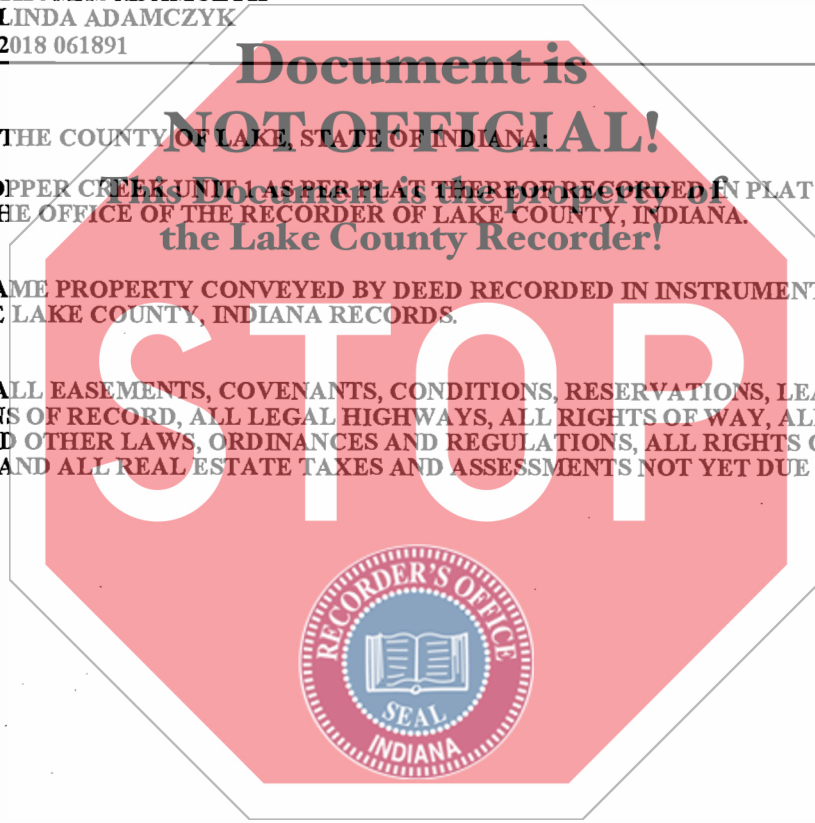 LINDA ADAMCZYK
2018 061891
Document is
NOT OFFICIAL!
THE COUNTY OF LAKE, STATE OF INDIANA:
This Document is the property of
PPER CREEK UNIT 1 AS PER PLAT THEREOF RECORDED IN PLAT
HE OFFICE OF THE RECORDER OF LAKE COUNTY, INDIANA.
the Lake County Recorder!
AME PROPERTY CONVEYED BY DEED RECORDED IN INSTRUMENT
E LAKE COUNTY, INDIANA RECORDS.
STOP
ALL EASEMENTS, COVENANTS, CONDITIONS, RESERVATIONS, LEA
NS OF RECORD, ALL LEGAL HIGHWAYS, ALL RIGHTS OF WAY, ALL
D OTHER LAWS, ORDINANCES AND REGULATIONS, ALL RIGHTS O
AND ALL REAL ESTATE TAXES AND ASSESSMENTS NOT YET DUE
RECORDER'S OFFICE
SEAL
INDIANA